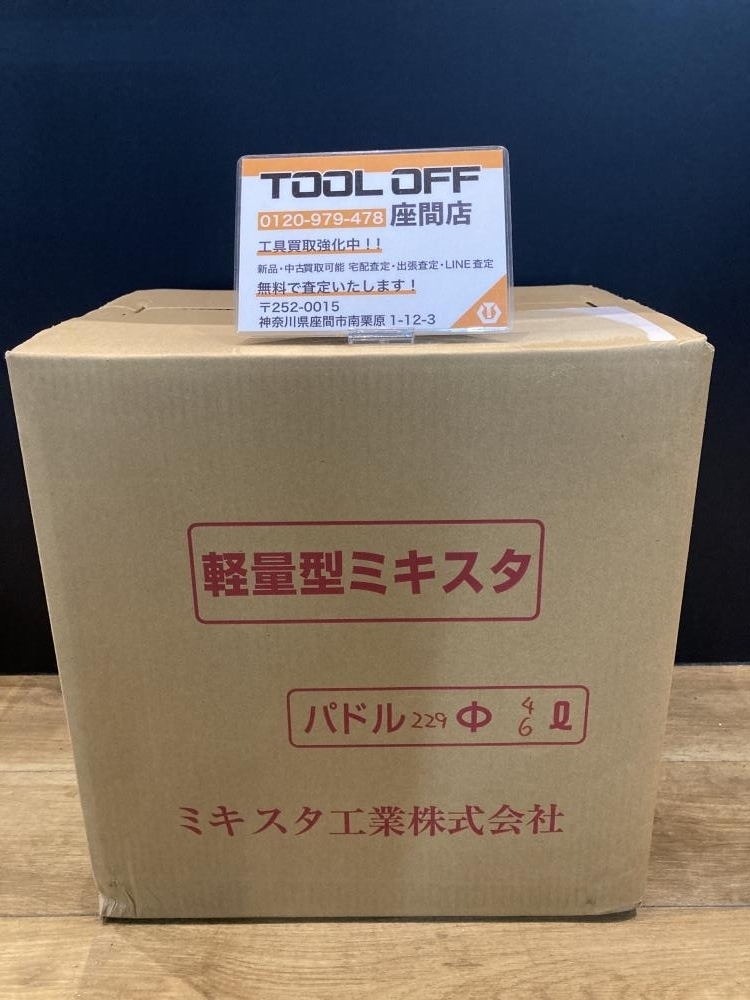 TOOL OFF
0120-979-478 座間店
工具買取強化中！！
新品・中古買取可能 宅配査定・出張査定・LINE査定
無料で査定いたします！
〒252-0015
神奈川県座間市南栗原 1-12-3
軽量型ミキスタ
パドル 229 Φ 46 ℓ
ミキスタ工業株式会社